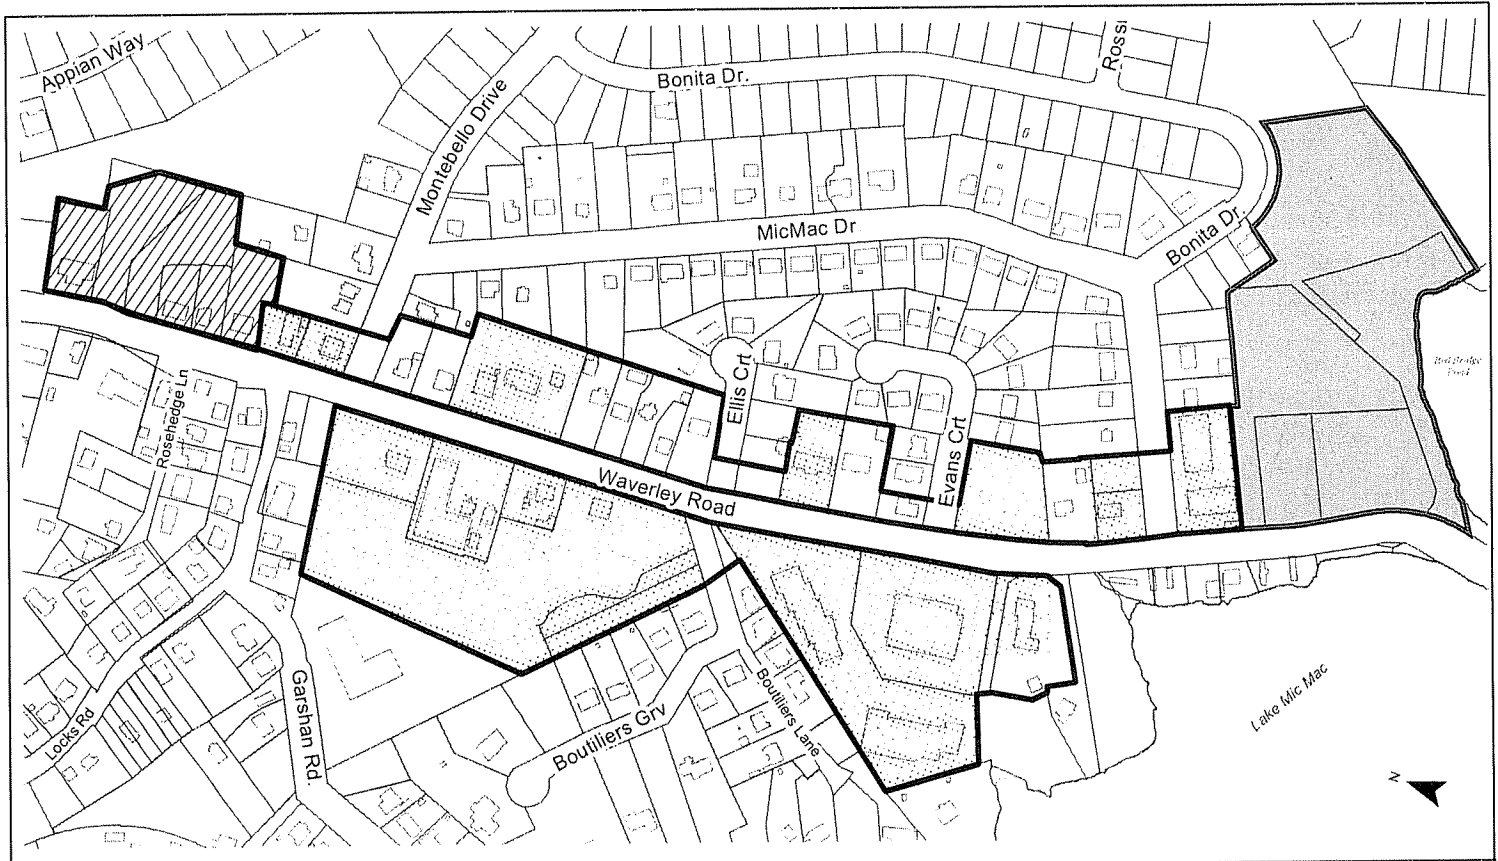 Appian Way
Bonita Dr.
Rossi
Montebello Drive
MicMac Dr
Bonita Dr.
Ellis Crt
Evans Crt
Rosehedge Ln
Waverley Road
Garshan Rd.
Locks Rd
Boutiliers Grv
Boutiliers Lane
Lake Mic Mac
N